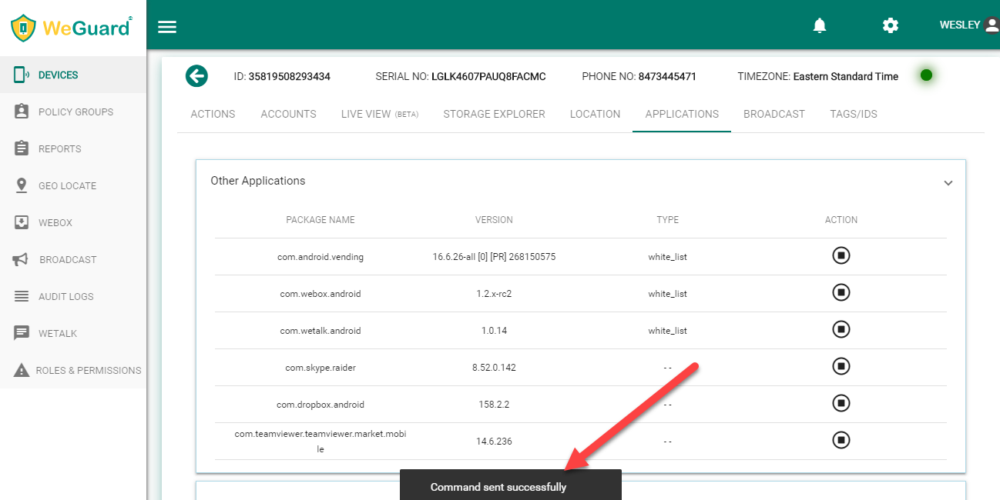 WeGuard
WESLEY
DEVICES
POLICY GROUPS
REPORTS
GEO LOCATE
WEBOX
BROADCAST
AUDIT LOGS
WETALK
ROLES & PERMISSIONS
ID: 35819508293434 SERIAL NO: LGLK4607PAUQ8FACMC PHONE NO: 8473445471 TIMEZONE: Eastern Standard Time
ACTIONS ACCOUNTS LIVE VIEW (BETA) STORAGE EXPLORER LOCATION APPLICATIONS BROADCAST TAGS/IDS
Other Applications
PACKAGE NAME VERSION TYPE ACTION
com.android.vending 16.6.26-all [0] [PR] 268150575 white_list
com.webox.android 1.2.x-rc2 white_list
com.wetalk.android 1.0.14 white_list
com.skype.raider 8.52.0.142 - -
com.dropbox.android 158.2.2 - -
com.teamviewer.teamviewer.market.mobi
le 14.6.236 - -
Command sent successfully